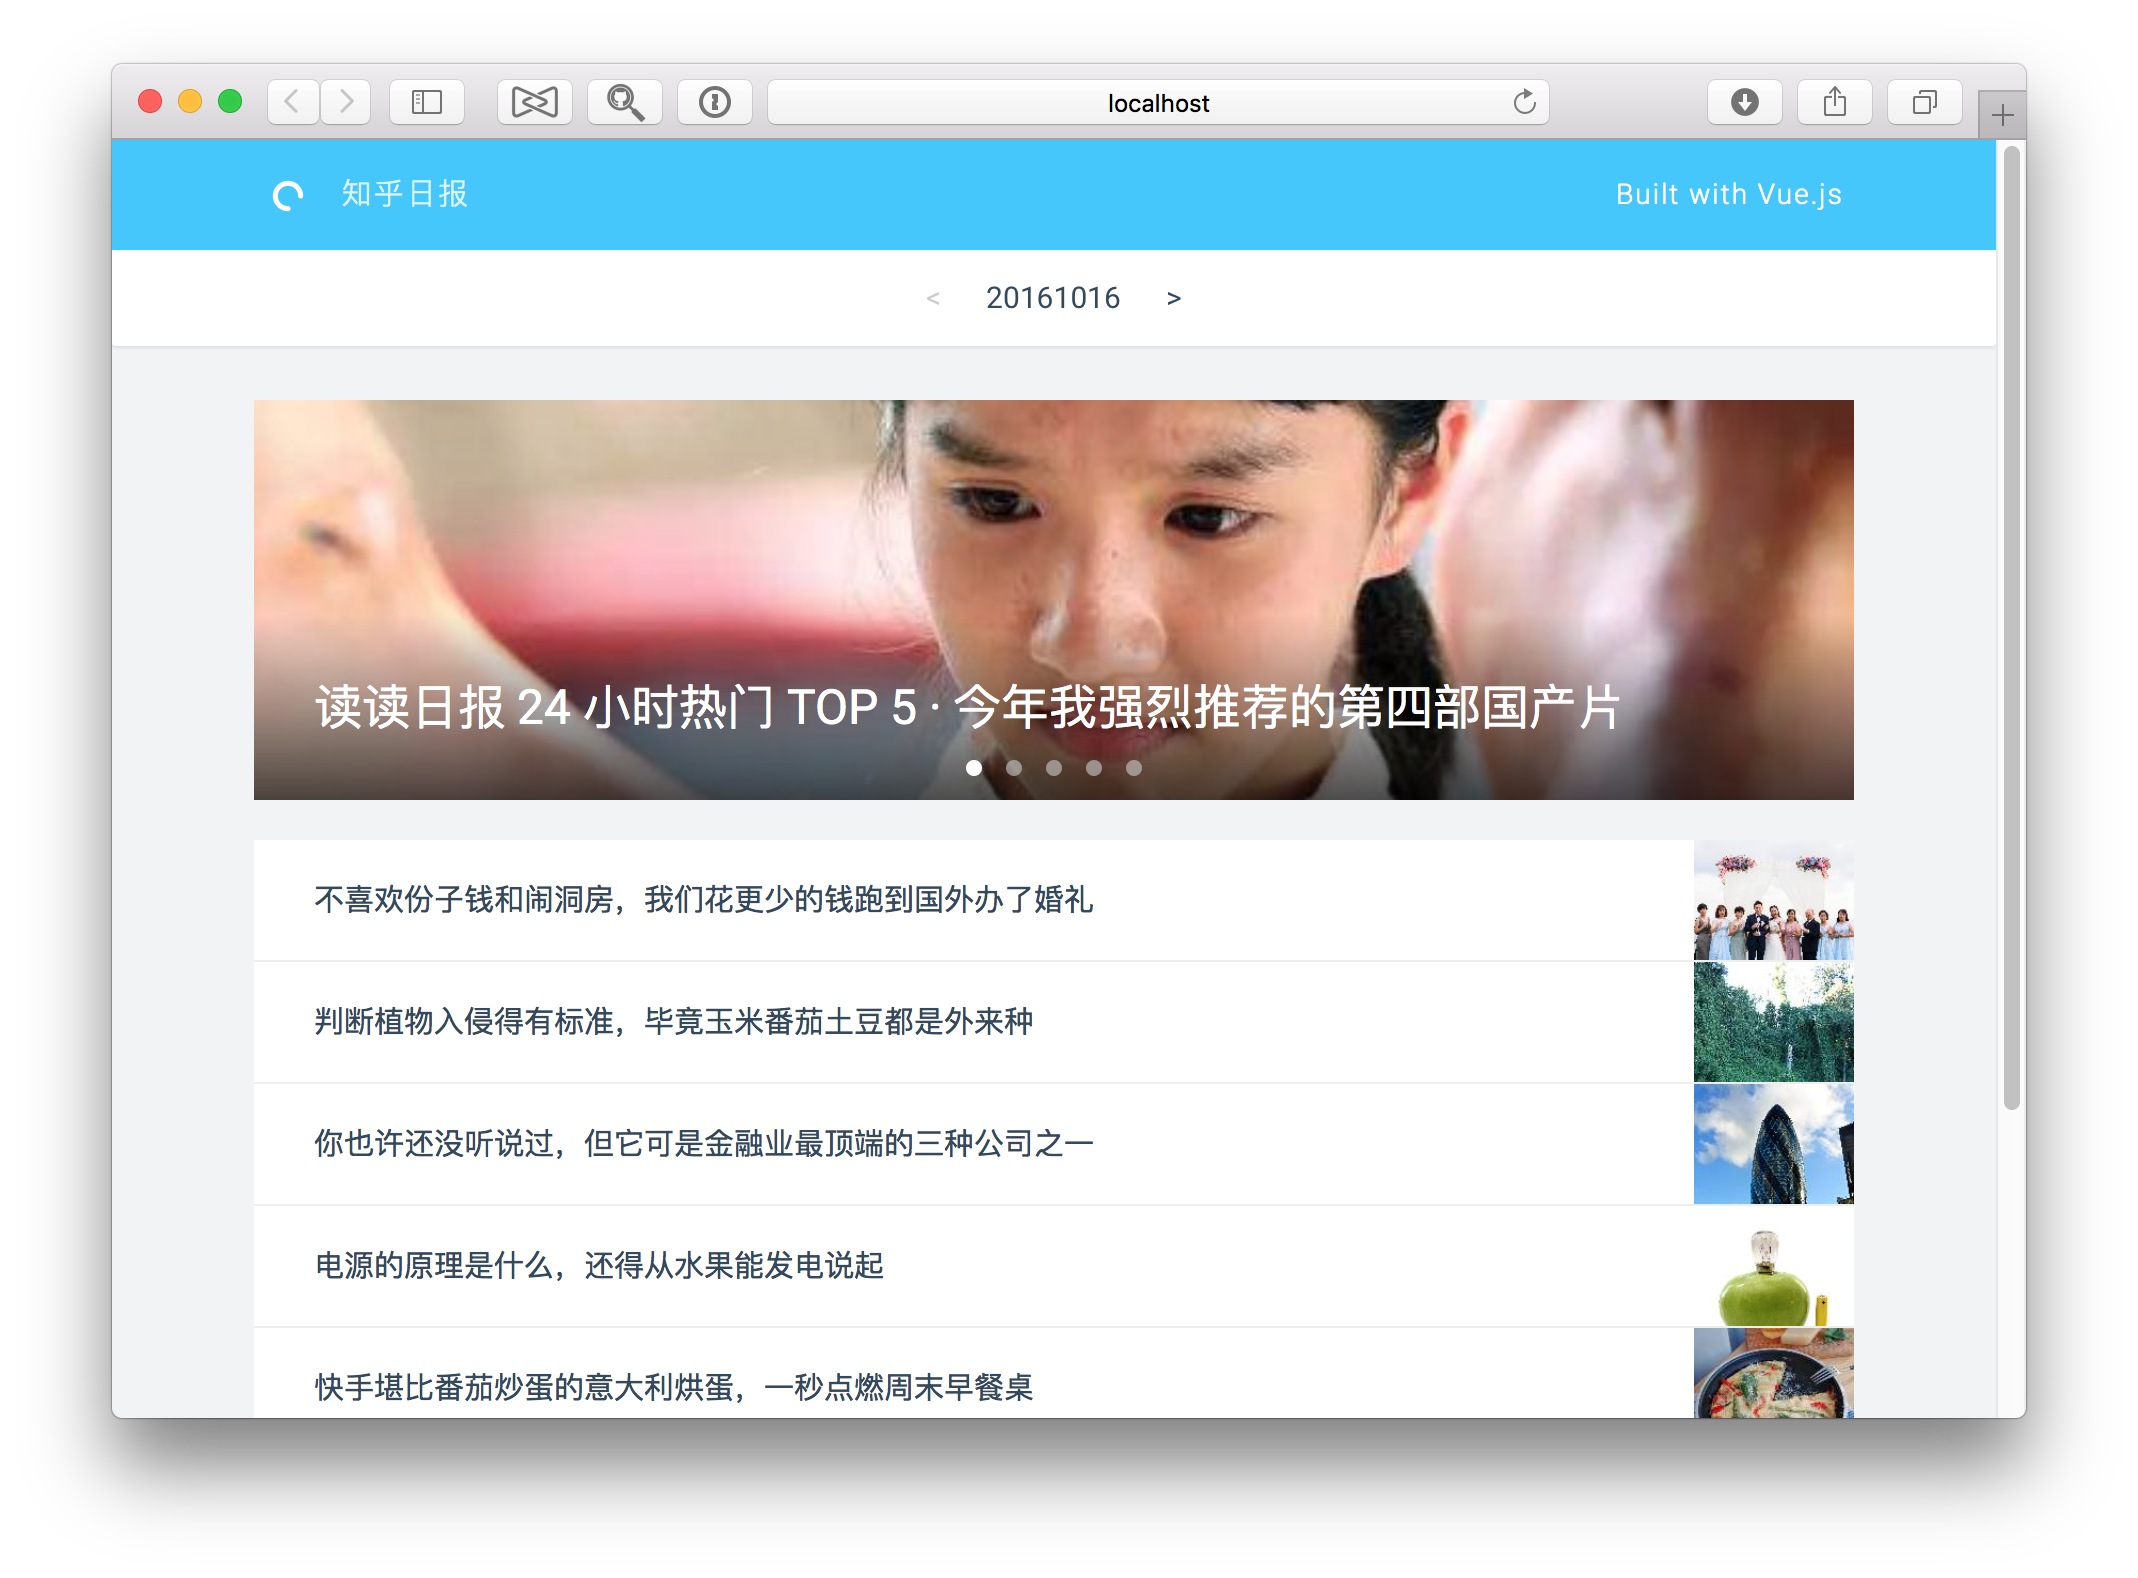 localhost
知乎日报
Built with Vue.js
< 20161016 >
读读日报 24 小时热门 TOP 5 · 今年我强烈推荐的第四部国产片
不喜欢份子钱和闹洞房，我们花更少的钱跑到国外办了婚礼
判断植物入侵得有标准，毕竟玉米番茄土豆都是外来种
你也许还没听说过，但它可是金融业最顶端的三种公司之一
电源的原理是什么，还得从水果能发电说起
快手堪比番茄炒蛋的意大利烘蛋，一秒点燃周末早餐桌